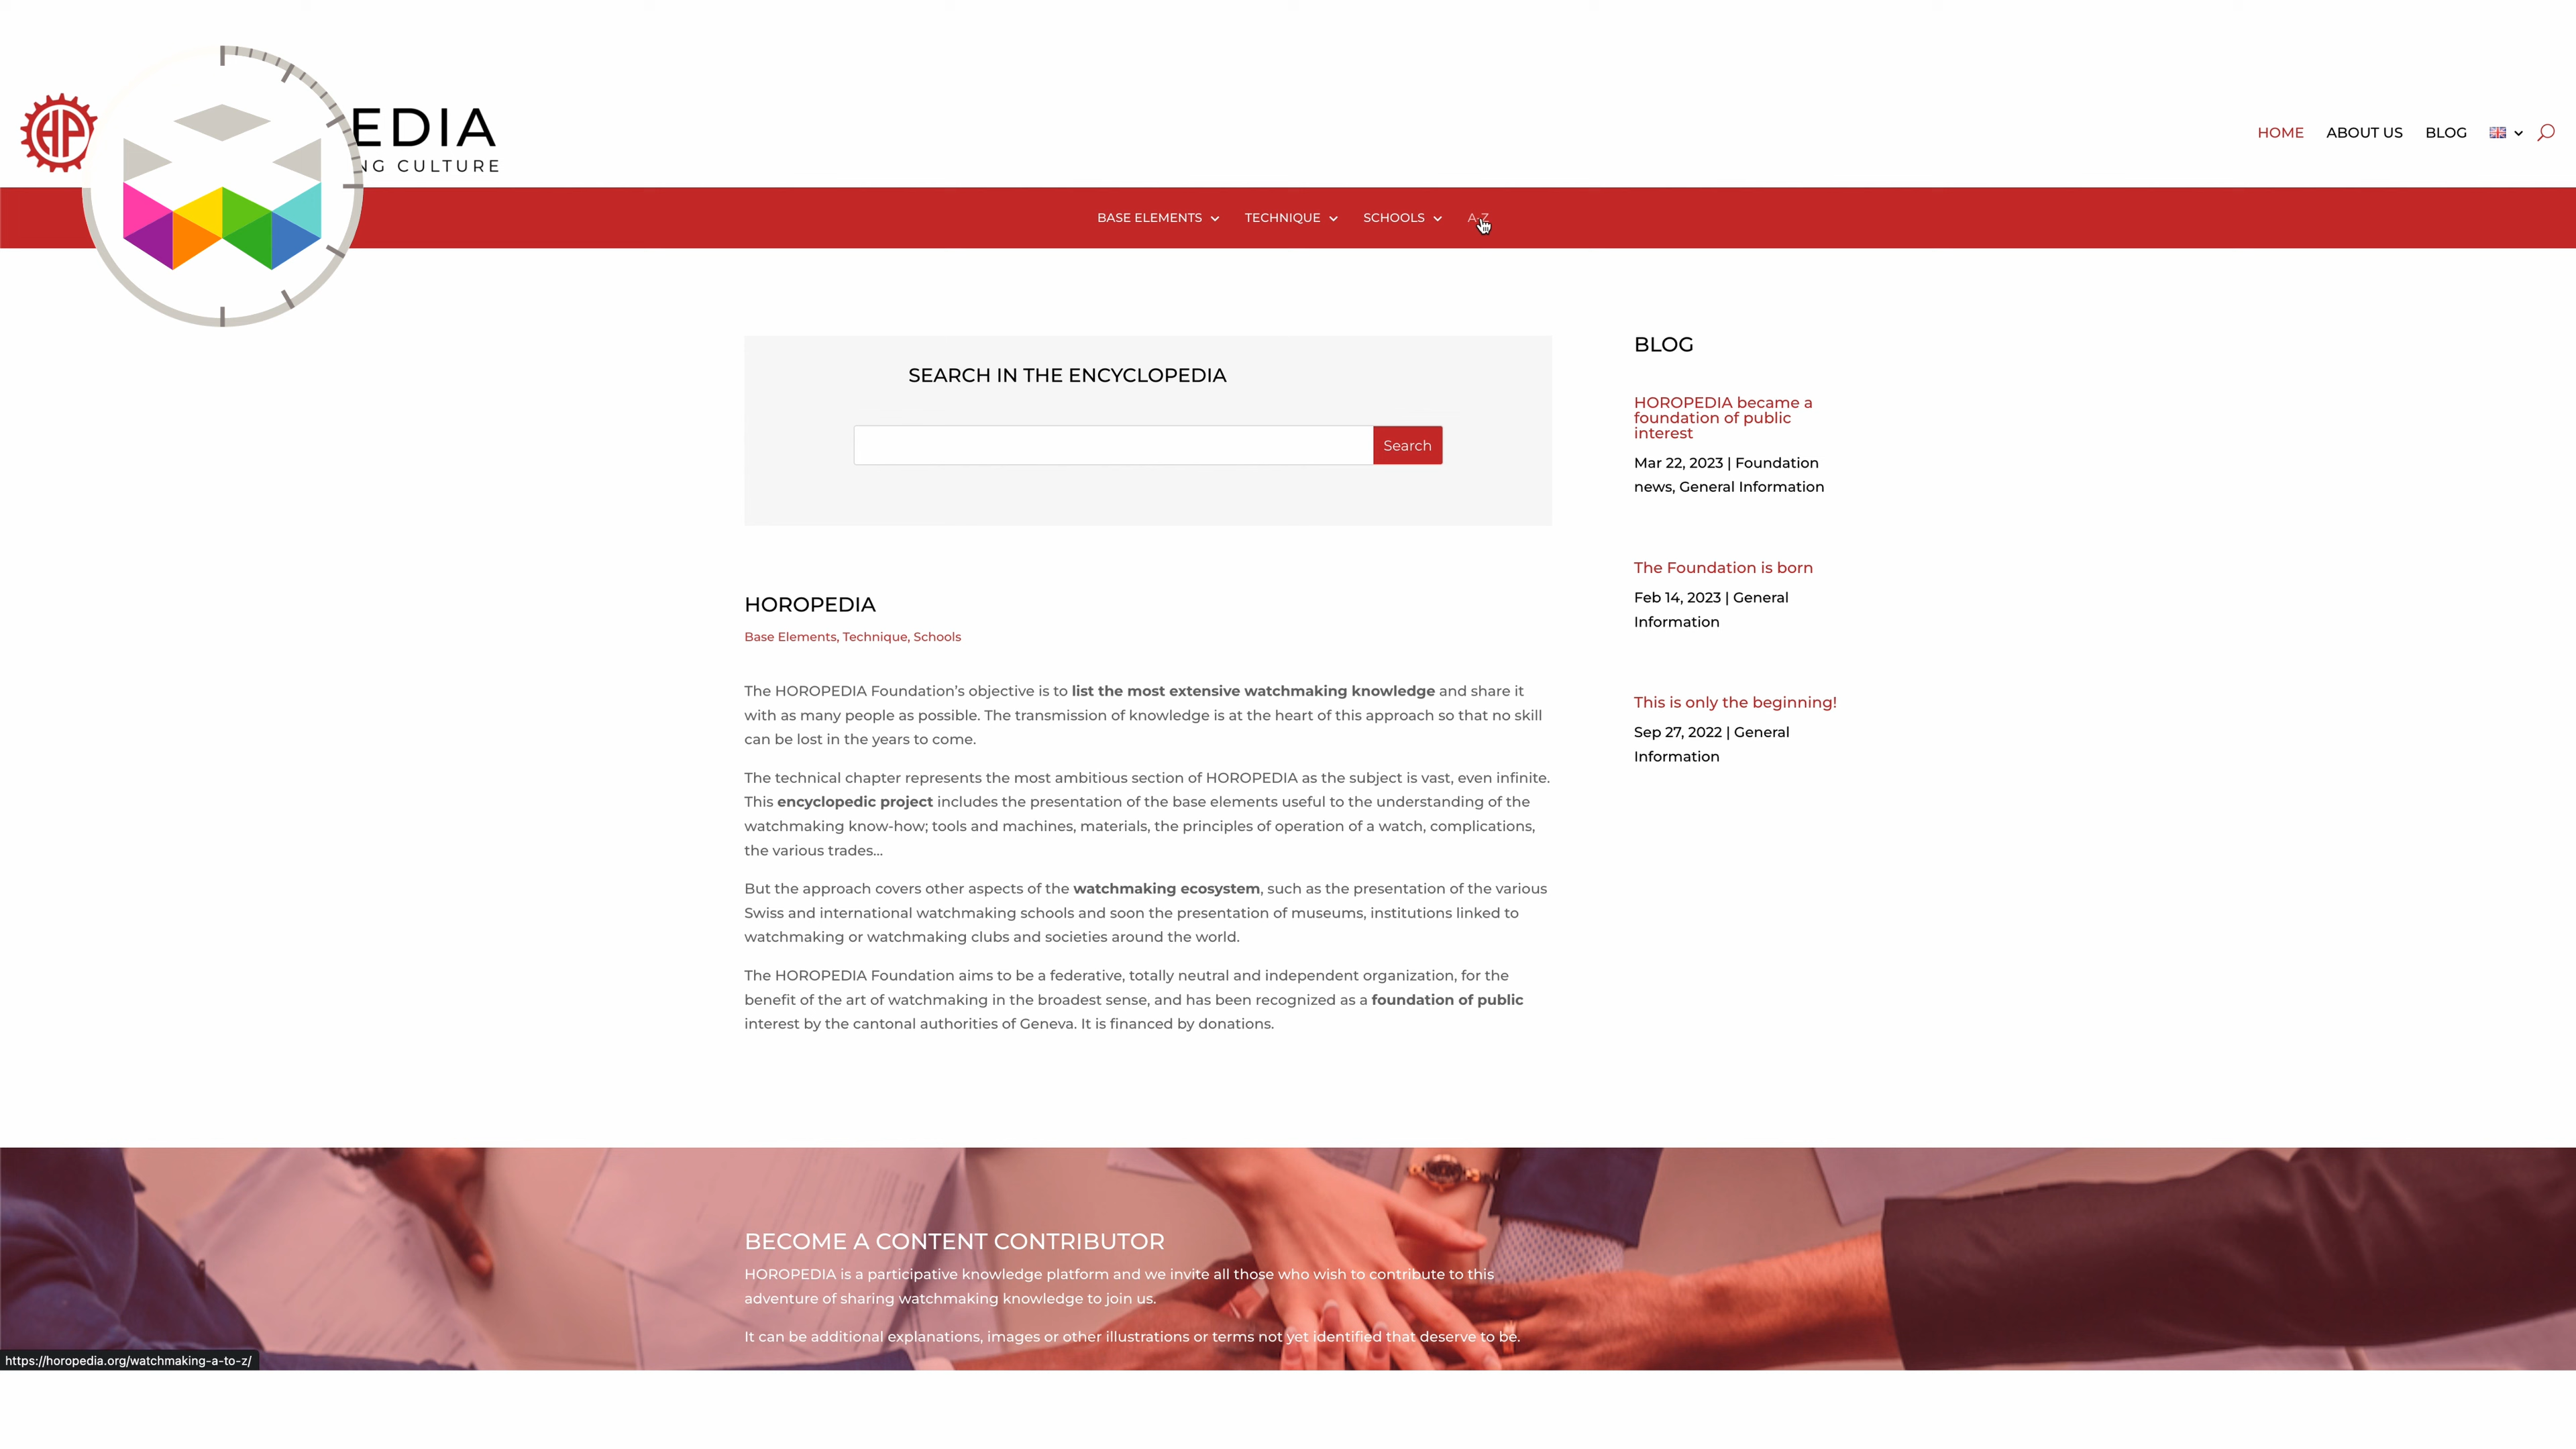 HP
EDIA
NG CULTURE
HOME ABOUT US BLOG
BASE ELEMENTS TECHNIQUE SCHOOLS A-Z
SEARCH IN THE ENCYCLOPEDIA
Search
HOROPEDIA
Base Elements, Technique, Schools
The HOROPEDIA Foundation's objective is to list the most extensive watchmaking knowledge and share it
with as many people as possible. The transmission of knowledge is at the heart of this approach so that no skill
can be lost in the years to come.
The technical chapter represents the most ambitious section of HOROPEDIA as the subject is vast, even infinite.
This encyclopedic project includes the presentation of the base elements useful to the understanding of the
watchmaking know-how; tools and machines, materials, the principles of operation of a watch, complications,
the various trades...
But the approach covers other aspects of the watchmaking ecosystem, such as the presentation of the various
Swiss and international watchmaking schools and soon the presentation of museums, institutions linked to
watchmaking or watchmaking clubs and societies around the world.
The HOROPEDIA Foundation aims to be a federative, totally neutral and independent organization, for the
benefit of the art of watchmaking in the broadest sense, and has been recognized as a foundation of public
interest by the cantonal authorities of Geneva. It is financed by donations.
BLOG
HOROPEDIA became a
foundation of public
interest
Mar 22, 2023 | Foundation
news, General Information
The Foundation is born
Feb 14, 2023 | General
Information
This is only the beginning!
Sep 27, 2022 | General
Information
BECOME A CONTENT CONTRIBUTOR
HOROPEDIA is a participative knowledge platform and we invite all those who wish to contribute to this
adventure of sharing watchmaking knowledge to join us.
It can be additional explanations, images or other illustrations or terms not yet identified that deserve to be.
https://horopedia.org/watchmaking-a-to-z/